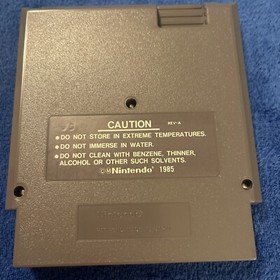 CAUTION REV-A
●DO NOT STORE IN EXTREME TEMPERATURES.
●DO NOT IMMERSE IN WATER.
●DO NOT CLEAN WITH BENZENE, THINNER,
ALCOHOL OR OTHER SUCH SOLVENTS.
©ⓂNintendo® 1985